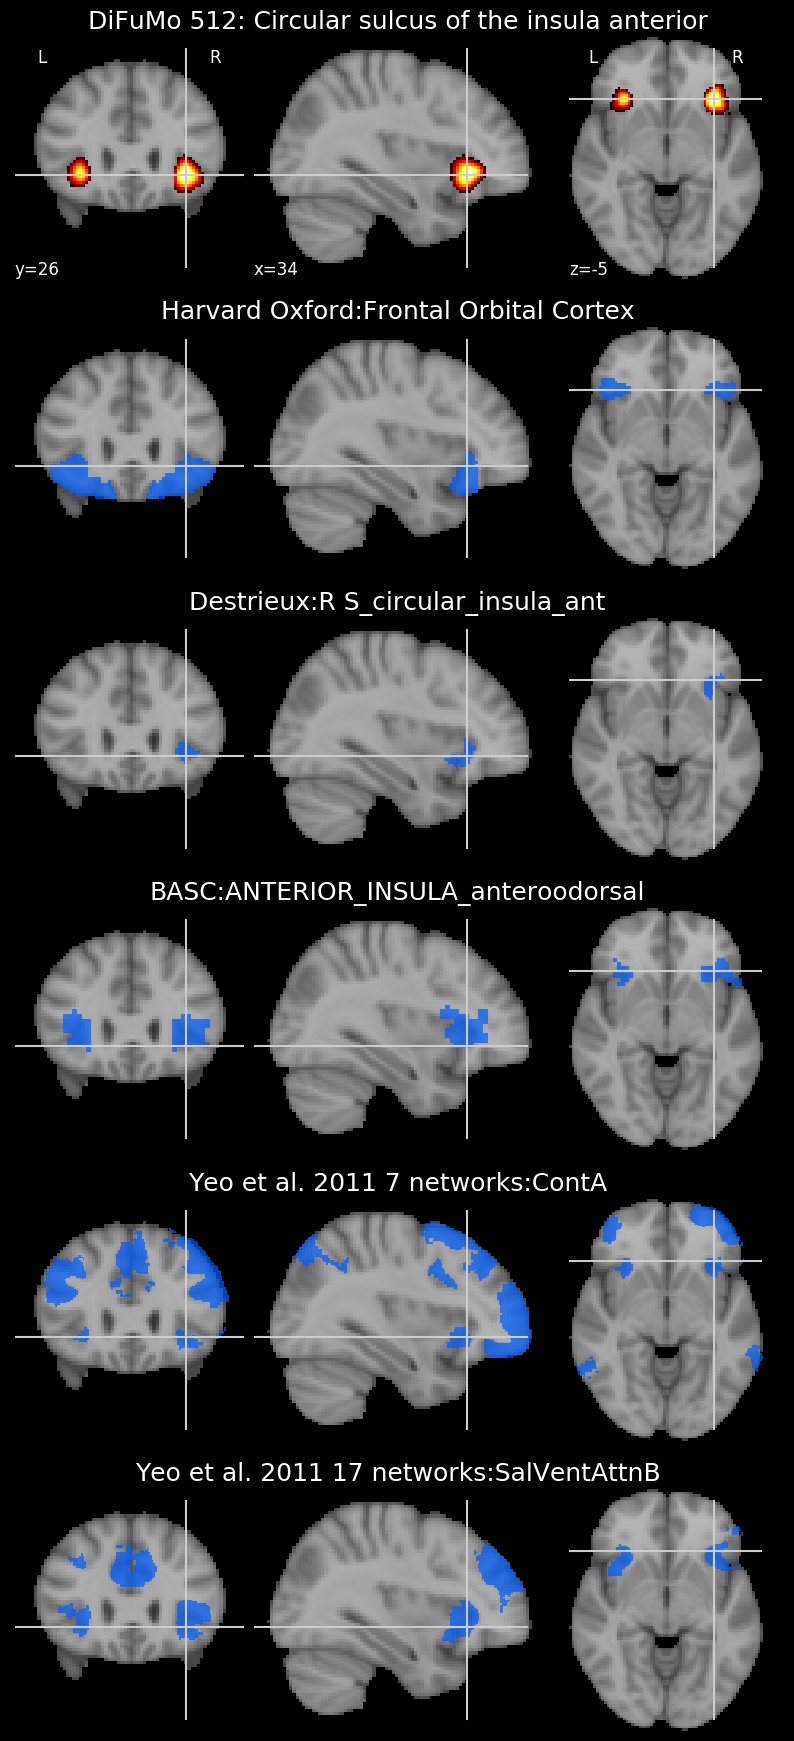 DiFuMo 512: Circular sulcus of the insula anterior
L R L R
y=26 x=34 z=-5
Harvard Oxford:Frontal Orbital Cortex
Destrieux:R S_circular_insula_ant
BASC:ANTERIOR_INSULA_anteroodorsal
Yeo et al. 2011 7 networks:ContA
Yeo et al. 2011 17 networks:SalVentAttnB